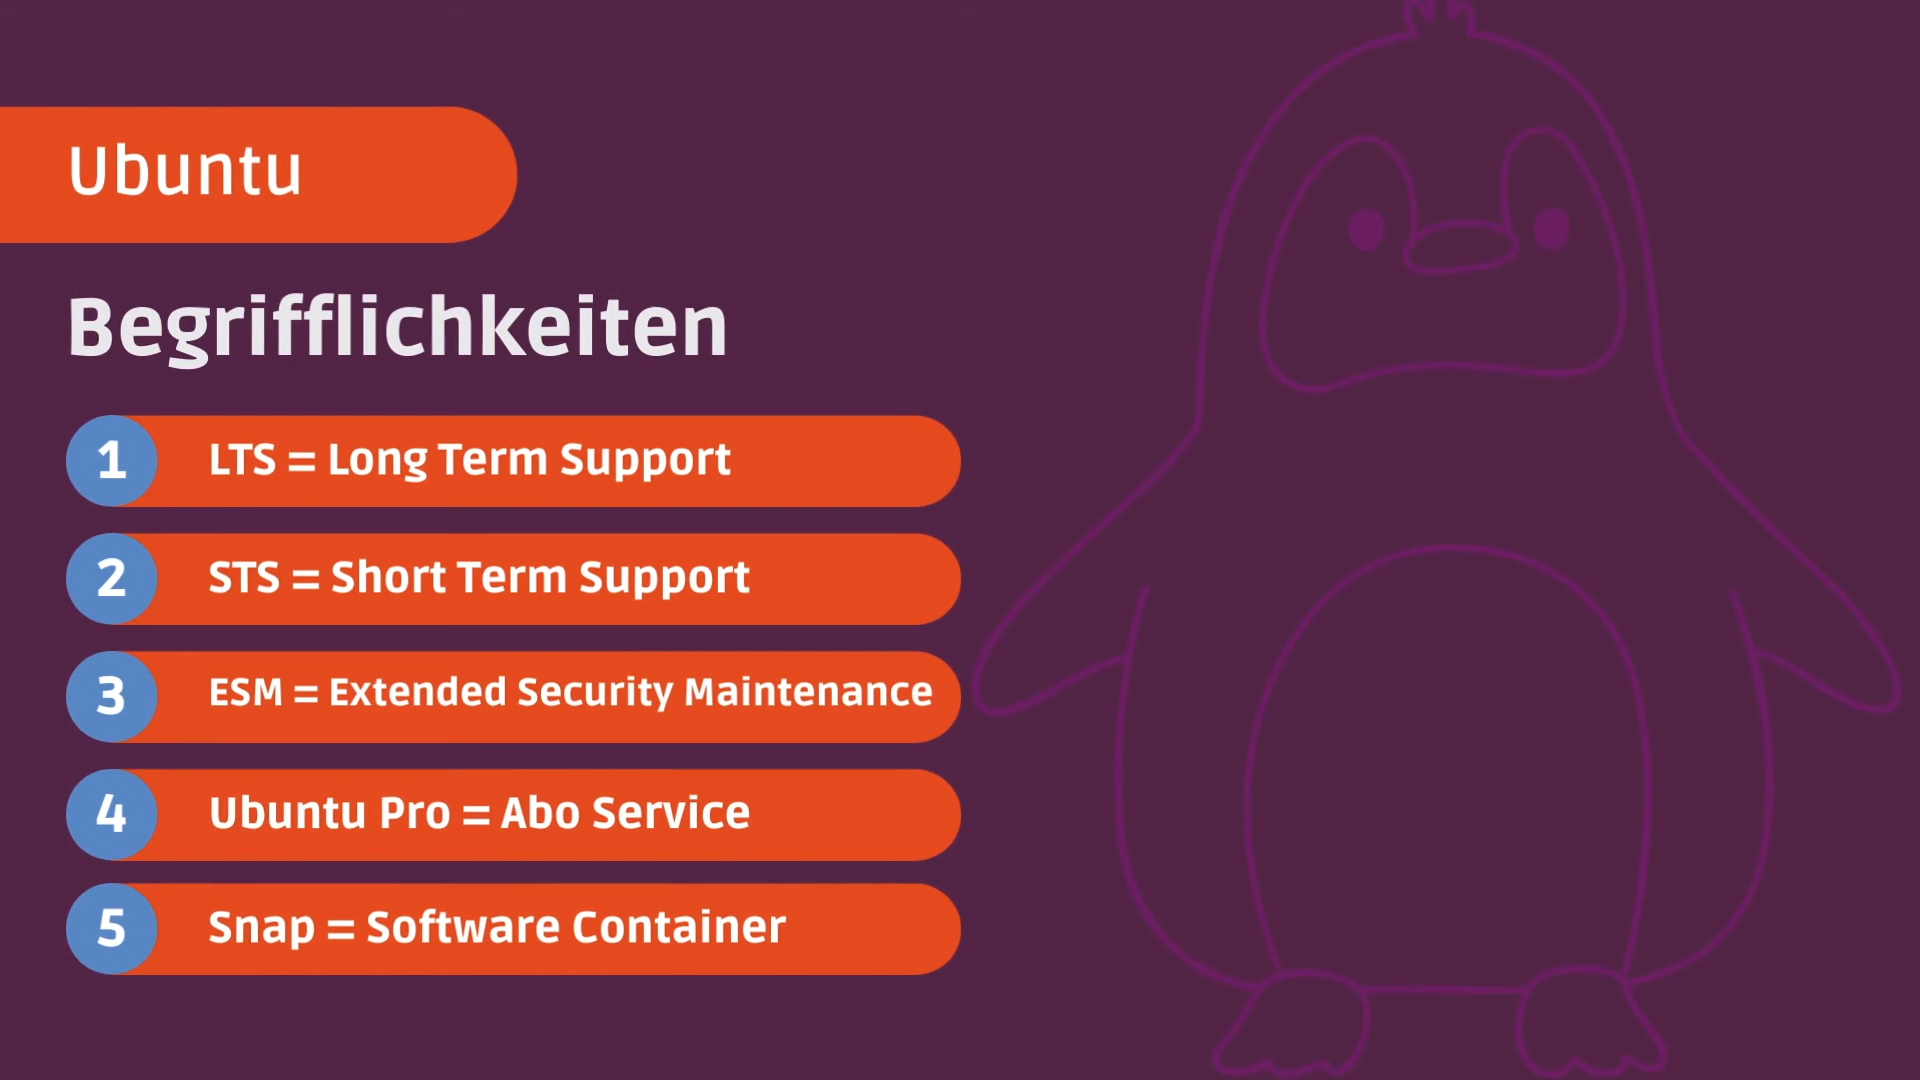 Ubuntu
Begrifflichkeiten
1 LTS = Long Term Support
2 STS = Short Term Support
3 ESM = Extended Security Maintenance
4 Ubuntu Pro = Abo Service
5 Snap = Software Container